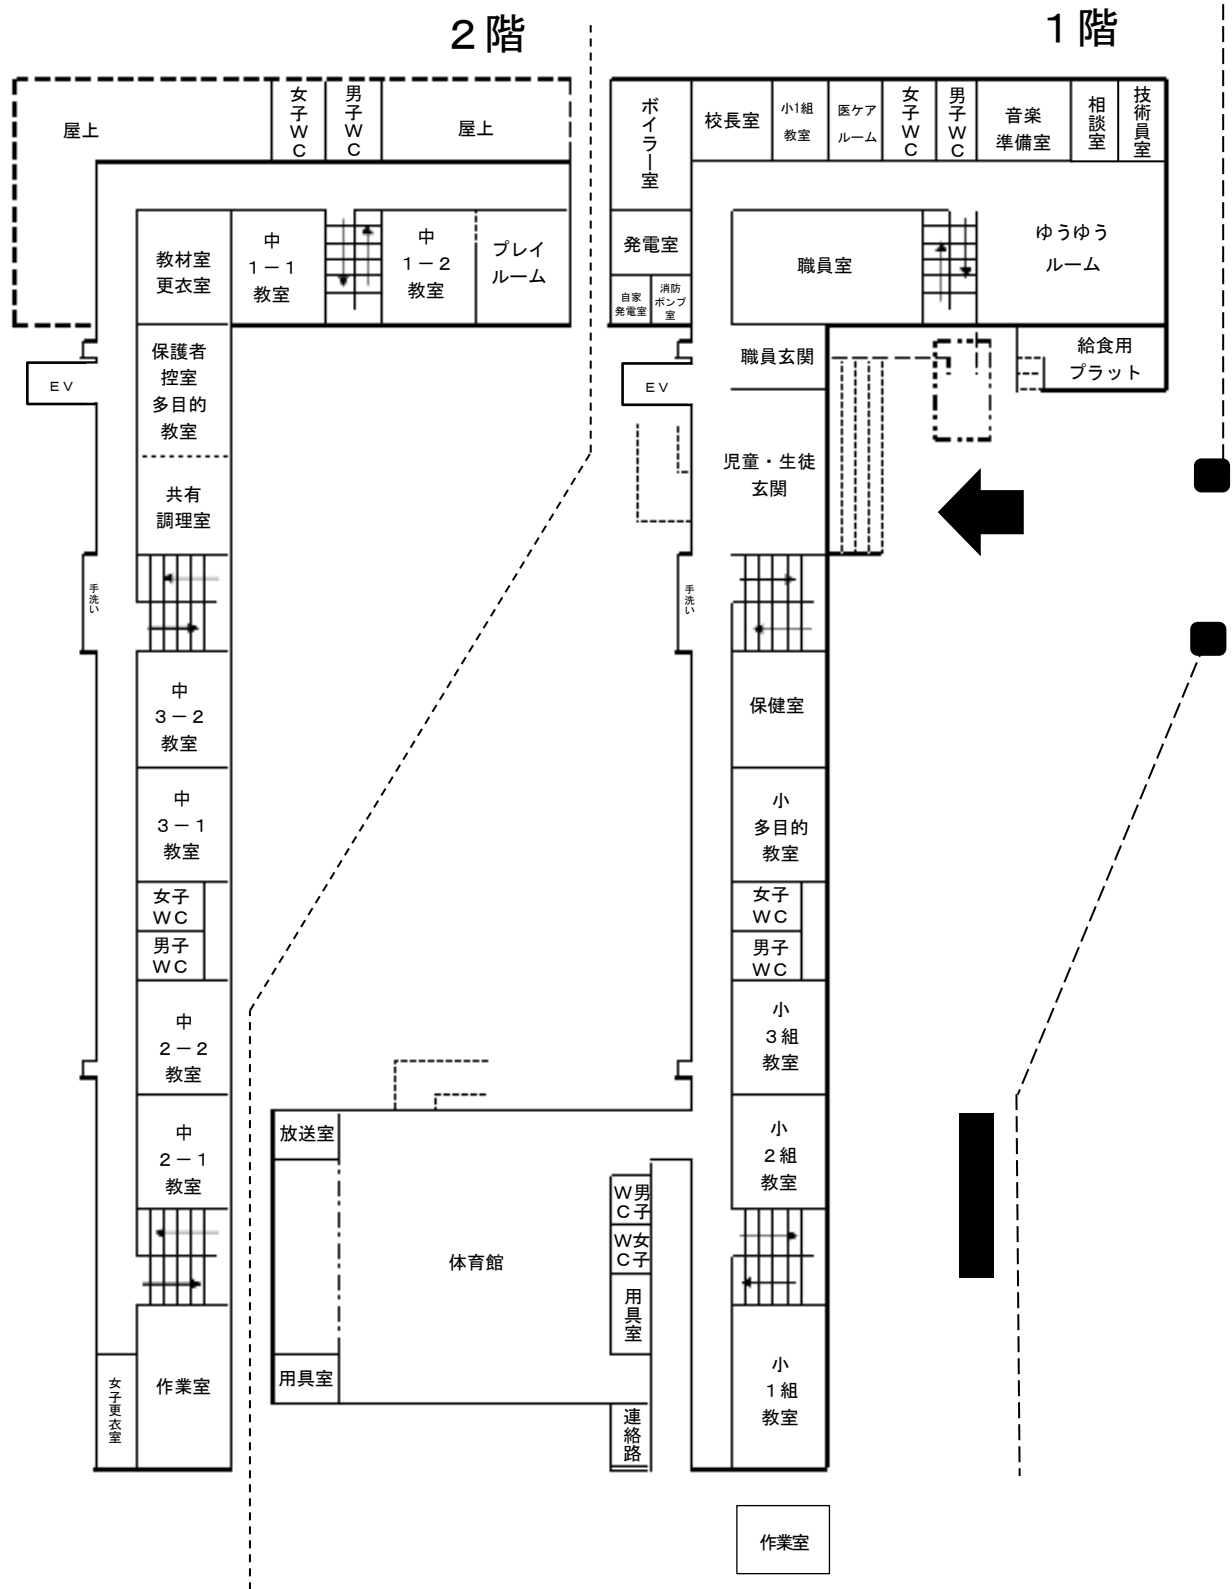 ２階
屋上
女子ＷＣ
男子ＷＣ
屋上
教材室
更衣室
中
１－１
教室
中
１－２
教室
プレイ
ルーム
保護者
控室
多目的
教室
ＥＶ
共有
調理室
手洗い
中
３－２
教室
中
３－１
教室
女子
ＷＣ
男子
ＷＣ
中
２－２
教室
中
２－１
教室
女子更衣室
作業室
１階
ボイラー室
校長室
小1組
教室
医ケア
ルーム
女子ＷＣ
男子ＷＣ
音楽
準備室
相談室
技術員室
発電室
自家
発電室
消防
ポンプ
室
職員室
ゆうゆう
ルーム
職員玄関
給食用
プラット
ＥＶ
児童・生徒
玄関
手洗い
保健室
小
多目的
教室
女子
ＷＣ
男子
ＷＣ
小
３組
教室
小
２組
教室
小
１組
教室
放送室
体育館
男子ＷＣ
女子ＷＣ
用具室
用具室
連絡路
作業室